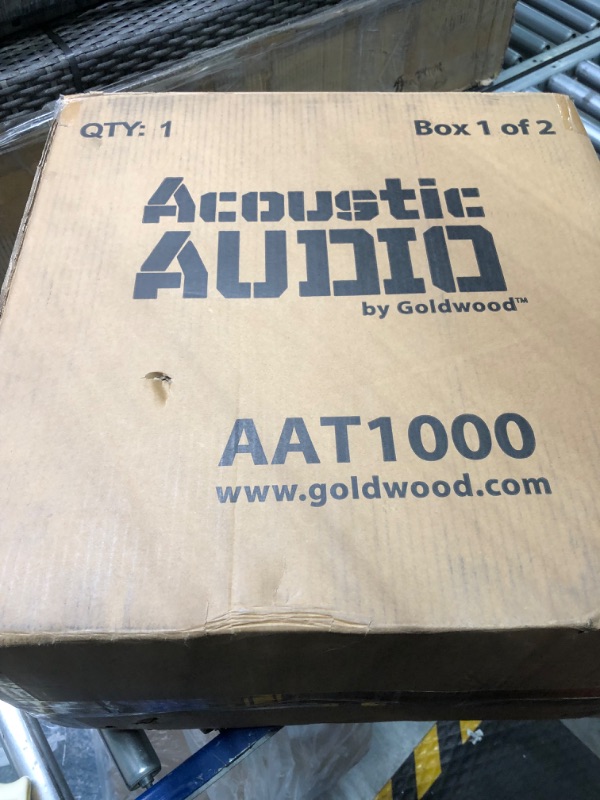 QTY: 1
Box 1 of 2
Acoustic
AUDIO
by Goldwood™
AAT1000
www.goldwood.com